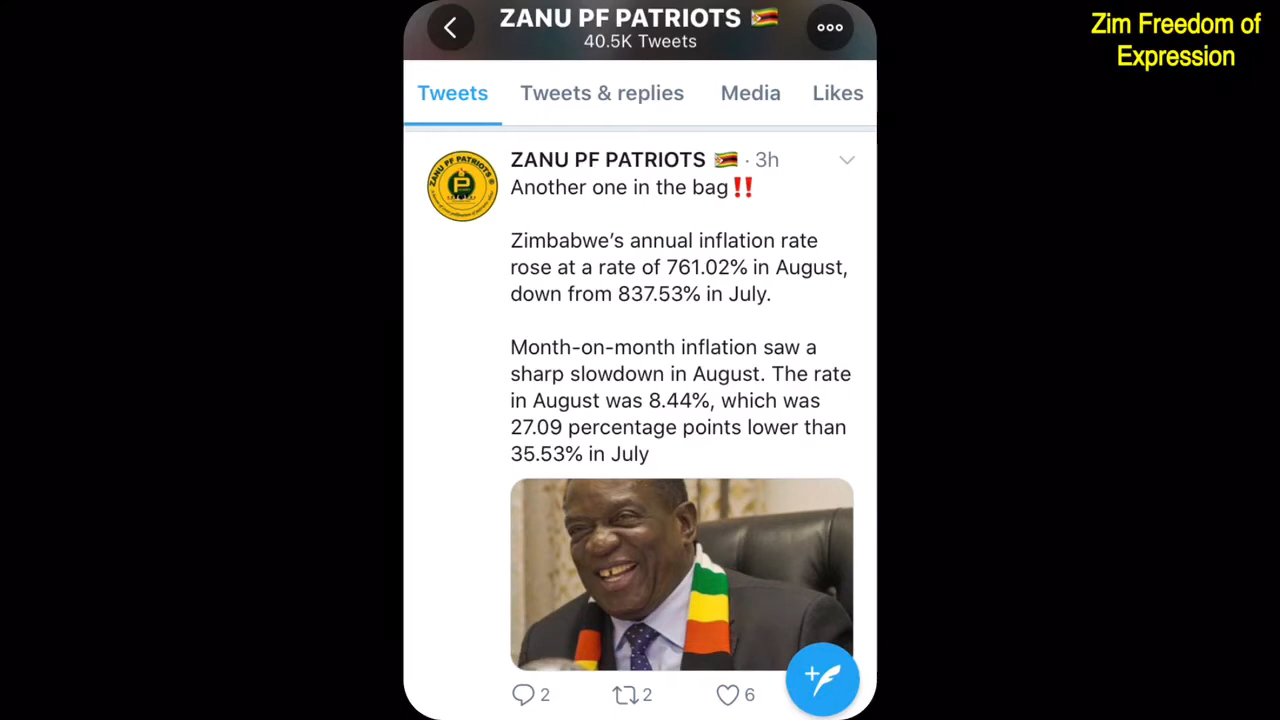 ZANU PF PATRIOTS 🇿🇼
40.5K Tweets
Zim Freedom of
Expression
Tweets Tweets & replies Media Likes
ZANU PF PATRIOTS 🇿🇼 · 3h
Another one in the bag‼️
Zimbabwe’s annual inflation rate
rose at a rate of 761.02% in August,
down from 837.53% in July.
Month-on-month inflation saw a
sharp slowdown in August. The rate
in August was 8.44%, which was
27.09 percentage points lower than
35.53% in July
ZANU PF PATRIOTS
2 2 6